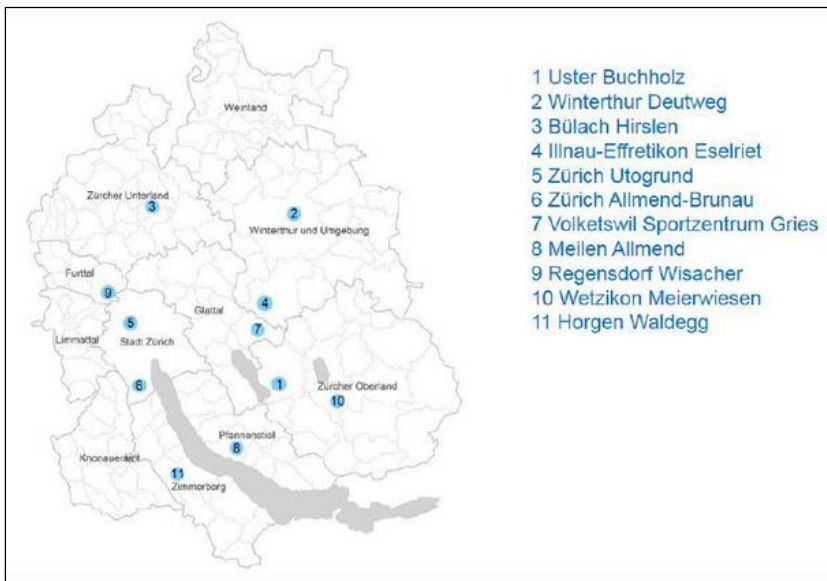 Weinland
Zürcher Unterland
3
2
Winterthur und Umgebung
Furttal
9
Glattal
4
5
7
Limmattal
Stadt Zürich
6
1
Zürcher Oberland
10
Pfannenstiel
8
Knonaueramt
11
Zimmerberg
1 Uster Buchholz
2 Winterthur Deutweg
3 Bülach Hirslen
4 Illnau-Effretikon Eselriet
5 Zürich Utogrund
6 Zürich Allmend-Brunau
7 Volketswil Sportzentrum Gries
8 Meilen Allmend
9 Regensdorf Wisacher
10 Wetzikon Meierwiesen
11 Horgen Waldegg